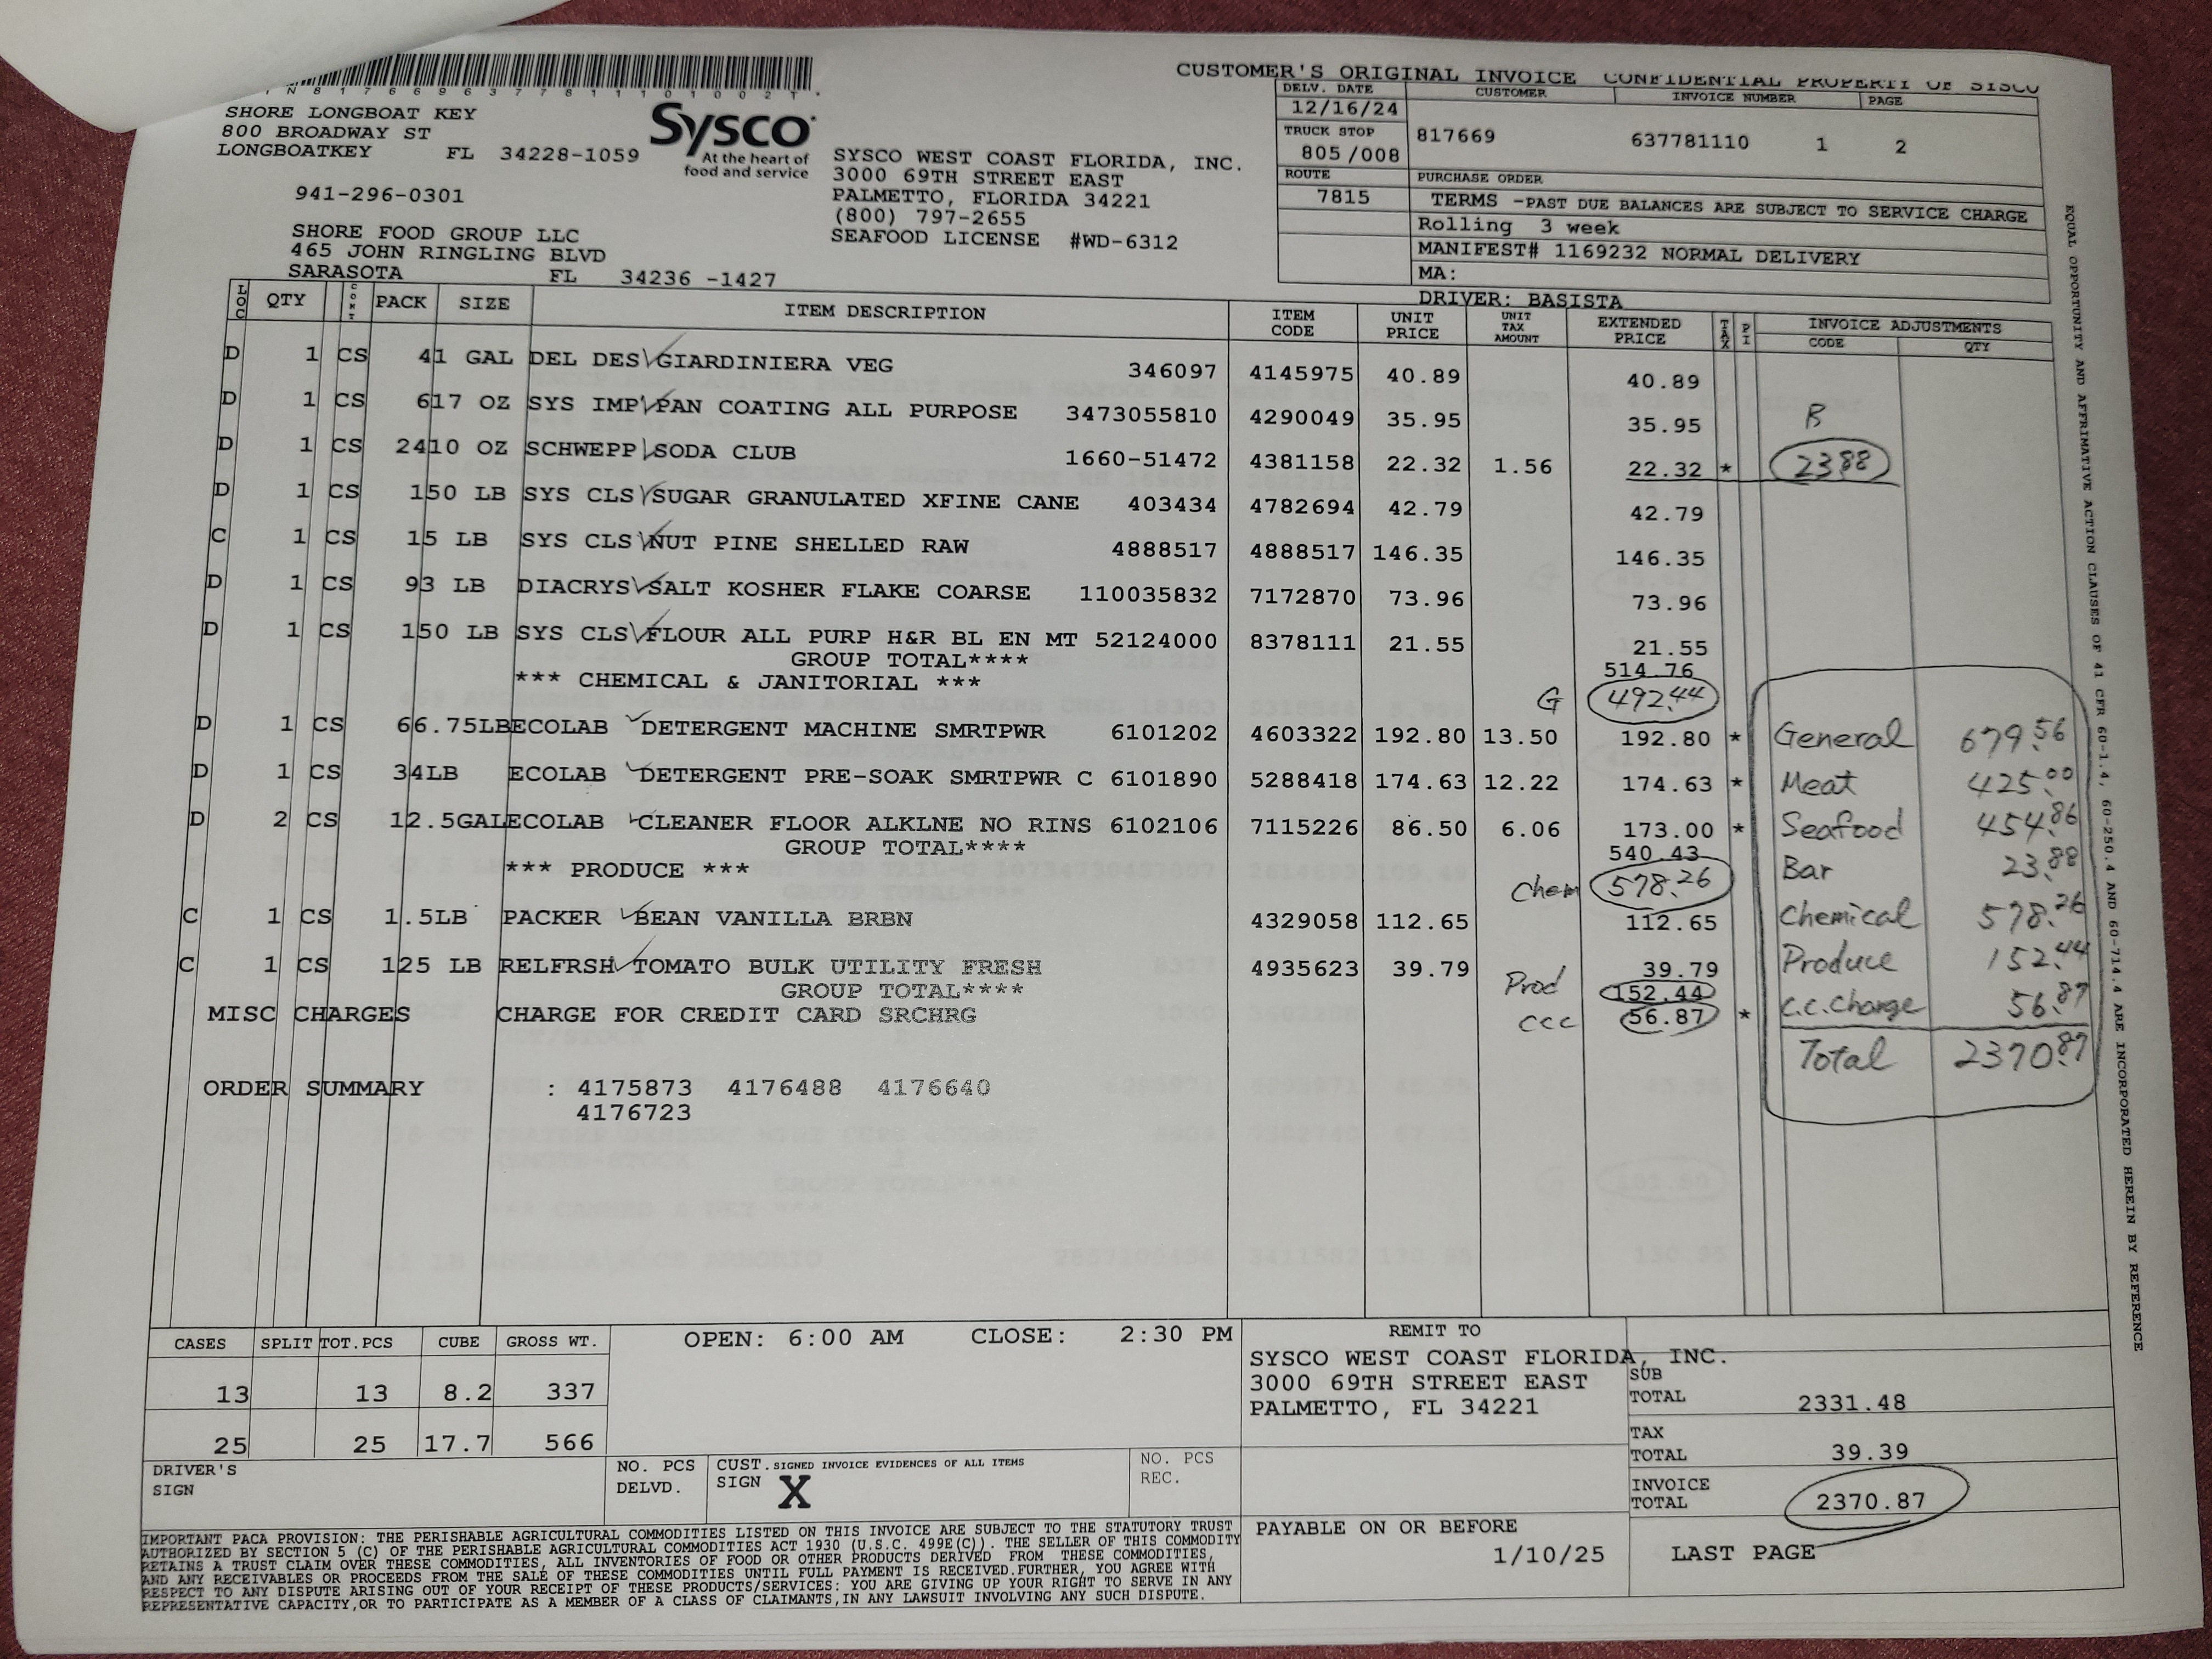 CUSTOMER'S ORIGINAL INVOICE CONFIDENTIAL PROPERTY OF SYSCO
SHORE LONGBOAT KEY
800 BROADWAY ST
LONGBOATKEY FL 34228-1059
941-296-0301
SHORE FOOD GROUP LLC
465 JOHN RINGLING BLVD
SARASOTA FL 34236 -1427
Sysco
At the heart of
food and service
SYSCO WEST COAST FLORIDA, INC.
3000 69TH STREET EAST
PALMETTO, FLORIDA 34221
(800) 797-2655
SEAFOOD LICENSE #WD-6312
DELV. DATE CUSTOMER INVOICE NUMBER PAGE
12/16/24 817669 637781110 1 2
TRUCK STOP PURCHASE ORDER
805 /008
ROUTE TERMS -PAST DUE BALANCES ARE SUBJECT TO SERVICE CHARGE
7815 Rolling 3 week
MANIFEST# 1169232 NORMAL DELIVERY
MA:
DRIVER: BASISTA
LOC QTY PACK SIZE ITEM DESCRIPTION ITEM CODE UNIT PRICE UNIT TAX AMOUNT EXTENDED PRICE INVOICE ADJUSTMENTS CODE QTY
D 1 CS 41 GAL DEL DES GIARDINIERA VEG 346097 4145975 40.89 40.89
D 1 CS 617 OZ SYS IMP PAN COATING ALL PURPOSE 3473055810 4290049 35.95 35.95 B
D 1 CS 2410 OZ SCHWEPP SODA CLUB 1660-51472 4381158 22.32 1.56 22.32 * 23.88
D 1 CS 150 LB SYS CLS SUGAR GRANULATED XFINE CANE 403434 4782694 42.79 42.79
C 1 CS 15 LB SYS CLS NUT PINE SHELLED RAW 4888517 4888517 146.35 146.35
D 1 CS 93 LB DIACRYS SALT KOSHER FLAKE COARSE 1100035832 7172870 73.96 73.96
D 1 CS 150 LB SYS CLS FLOUR ALL PURP H&R BL EN MT 52124000 8378111 21.55 21.55
GROUP TOTAL**** 514.76
*** CHEMICAL & JANITORIAL *** G 492.44
D 1 CS 66.75LB ECOLAB DETERGENT MACHINE SMRTPWR 6101202 4603322 192.80 13.50 192.80 *
D 1 CS 34LB ECOLAB DETERGENT PRE-SOAK SMRTPWR C 6101890 5288418 174.63 12.22 174.63 *
D 2 CS 12.5GAL ECOLAB CLEANER FLOOR ALKLNE NO RINS 6102106 7115226 86.50 6.06 173.00 *
GROUP TOTAL**** 540.43
*** PRODUCE *** Chem 578.26
C 1 CS 1.5LB PACKER BEAN VANILLA BRBN 4329058 112.65 112.65
C 1 CS 125 LB RELFRSH TOMATO BULK UTILITY FRESH 4935623 39.79 39.79
GROUP TOTAL**** Prod 152.44
MISC CHARGES CHARGE FOR CREDIT CARD SRCHRG ccc 56.87 *
ORDER SUMMARY : 4175873 4176488 4176640
4176723
General 679.56
Meat 425.00
Seafood 454.86
Bar 23.88
Chemical 578.26
Produce 152.44
C.C.charge 56.87
Total 2370.87
CASES SPLIT TOT.PCS CUBE GROSS WT.
13 13 8.2 337
25 25 17.7 566
OPEN: 6:00 AM CLOSE: 2:30 PM
DRIVER'S SIGN
NO. PCS DELVD.
CUST. SIGN SIGNED INVOICE EVIDENCES OF ALL ITEMS
X
NO. PCS REC.
REMIT TO
SYSCO WEST COAST FLORIDA, INC.
3000 69TH STREET EAST
PALMETTO, FL 34221
PAYABLE ON OR BEFORE
1/10/25
SUB TOTAL 2331.48
TAX TOTAL 39.39
INVOICE TOTAL 2370.87
LAST PAGE
IMPORTANT PACA PROVISION: THE PERISHABLE AGRICULTURAL COMMODITIES LISTED ON THIS INVOICE ARE SUBJECT TO THE STATUTORY TRUST
AUTHORIZED BY SECTION 5 (C) OF THE PERISHABLE AGRICULTURAL COMMODITIES ACT 1930 (U.S.C. 499E(C)). THE SELLER OF THIS COMMODITY
RETAINS A TRUST CLAIM OVER THESE COMMODITIES, ALL INVENTORIES OF FOOD OR OTHER PRODUCTS DERIVED FROM THESE COMMODITIES,
AND ANY RECEIVABLES OR PROCEEDS FROM THE SALE OF THESE COMMODITIES UNTIL FULL PAYMENT IS RECEIVED.FURTHER, YOU AGREE WITH
RESPECT TO ANY DISPUTE ARISING OUT OF YOUR RECEIPT OF THESE PRODUCTS/SERVICES: YOU ARE GIVING UP YOUR RIGHT TO SERVE IN ANY
REPRESENTATIVE CAPACITY,OR TO PARTICIPATE AS A MEMBER OF A CLASS OF CLAIMANTS,IN ANY LAWSUIT INVOLVING ANY SUCH DISPUTE.
EQUAL OPPORTUNITY AND AFFIRMATIVE ACTION CLAUSES OF 41 CFR 60-1.4, 60-250.4 AND 60-714.4 ARE INCORPORATED HEREIN BY REFERENCE